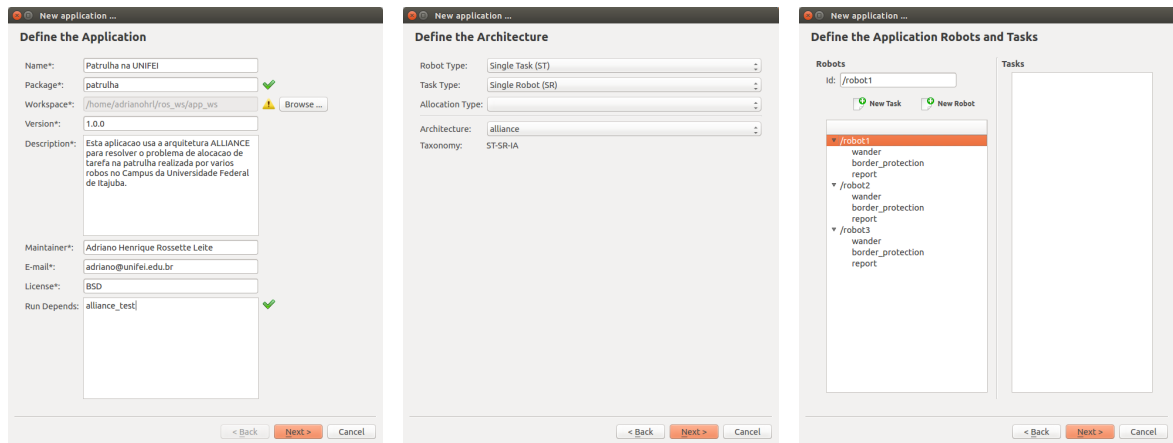 New application ...
Define the Application
Name*: Patrulha na UNIFEI
Package*: patrulha
Workspace*: /home/adrianohrl/ros_ws/app_ws Browse ...
Version*: 1.0.0
Description*: Esta aplicacao usa a arquitetura ALLIANCE
para resolver o problema de alocacao de
tarefa na patrulha realizada por varios
robos no Campus da Universidade Federal
de Itajuba.
Maintainer*: Adriano Henrique Rossette Leite
E-mail*: adriano@unifei.edu.br
License*: BSD
Run Depends: alliance_test
< Back Next > Cancel
New application ...
Define the Architecture
Robot Type: Single Task (ST)
Task Type: Single Robot (SR)
Allocation Type:
Architecture: alliance
Taxonomy: ST-SR-IA
< Back Next > Cancel
New application ...
Define the Application Robots and Tasks
Robots
Id: /robot1
New Task New Robot
/robot1
wander
border_protection
report
/robot2
wander
border_protection
report
/robot3
wander
border_protection
report
Tasks
< Back Next > Cancel